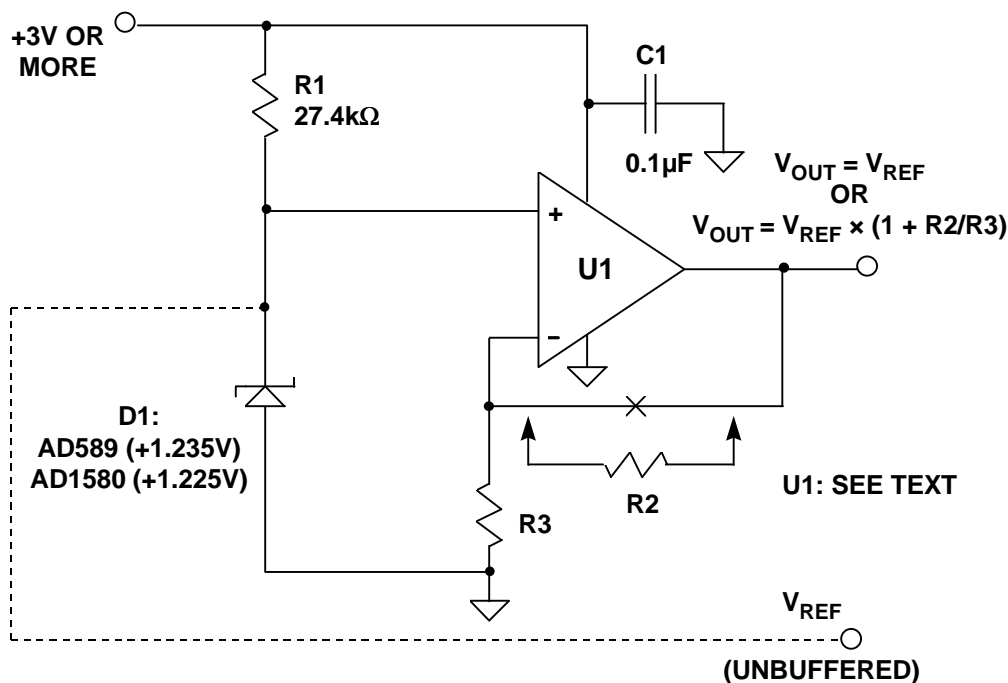 +3V OR
MORE
R1
27.4kΩ
C1
0.1µF
V_OUT = V_REF
OR
V_OUT = V_REF × (1 + R2/R3)
+
U1
−
D1:
AD589 (+1.235V)
AD1580 (+1.225V)
R2
U1: SEE TEXT
R3
V_REF
(UNBUFFERED)